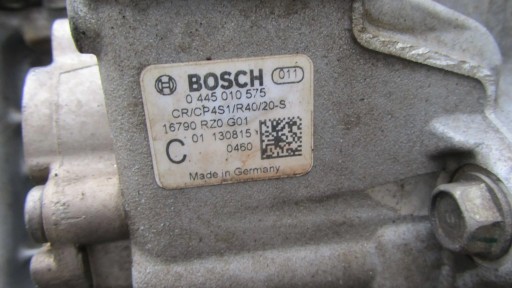 BOSCH 011
0 445 010 575
CR/CP4S1/R40/20-S
16790 RZ0 G01
C 01 130815
0460
Made in Germany